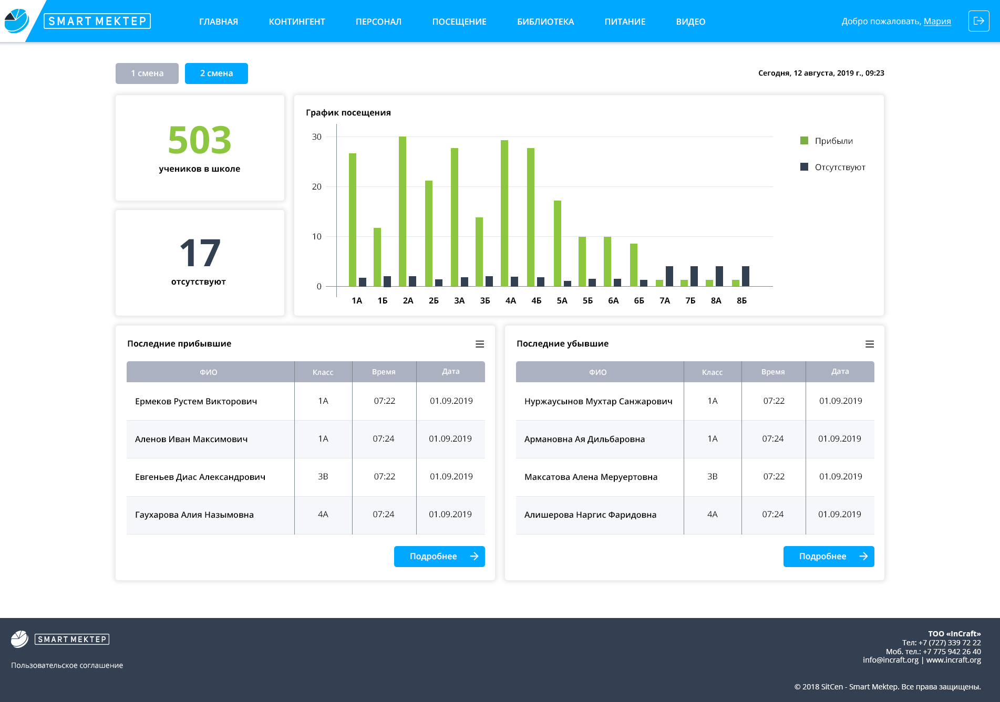 SMART МЕКТЕР
ГЛАВНАЯ КОНТИНГЕНТ ПЕРСОНАЛ ПОСЕЩЕНИЕ БИБЛИОТЕКА ПИТАНИЕ ВИДЕО
Добро пожаловать, Мария
1 смена 2 смена
Сегодня, 12 августа, 2019 г., 09:23
503
учеников в школе
17
отсутствуют
График посещения
30
20
10
0
1А 1Б 2А 2Б 3А 3Б 4А 4Б 5А 5Б 6А 6Б 7А 7Б 8А 8Б
Прибыли
Отсутствуют
Последние прибывшие
ФИО Класс Время Дата
Ермеков Рустем Викторович 1А 07:22 01.09.2019
Аленов Иван Максимович 1А 07:24 01.09.2019
Евгеньев Диас Александрович 3В 07:22 01.09.2019
Гаухарова Алия Назымовна 4А 07:24 01.09.2019
Подробнее
Последние убывшие
ФИО Класс Время Дата
Нуржаусынов Мухтар Санжарович 1А 07:22 01.09.2019
Армановна Ая Дильбаровна 1А 07:24 01.09.2019
Максатова Алена Меруертовна 3В 07:22 01.09.2019
Алишерова Наргис Фаридовна 4А 07:24 01.09.2019
Подробнее
SMART МЕКТЕР
Пользовательское соглашение
ТОО «InCraft»
Тел: +7 (727) 339 72 22
Моб. тел.: +7 775 942 26 40
info@incraft.org | www.incraft.org
© 2018 SitCen - Smart Mektep. Все права защищены.